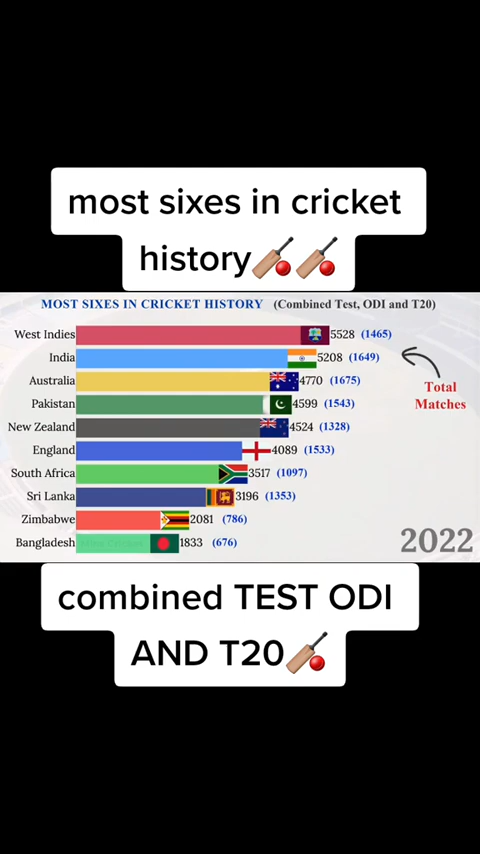 most sixes in cricket
history🏏🏏
MOST SIXES IN CRICKET HISTORY (Combined Test, ODI and T20)
West Indies 5528 (1465)
India 5208 (1649)
Australia 4770 (1675)
Total
Matches
Pakistan 4599 (1543)
New Zealand 4524 (1328)
England 4089 (1533)
South Africa 3517 (1097)
Sri Lanka 3196 (1353)
Zimbabwe 2081 (786)
Bangladesh 1833 (676)
2022
combined TEST ODI
AND T20🏏